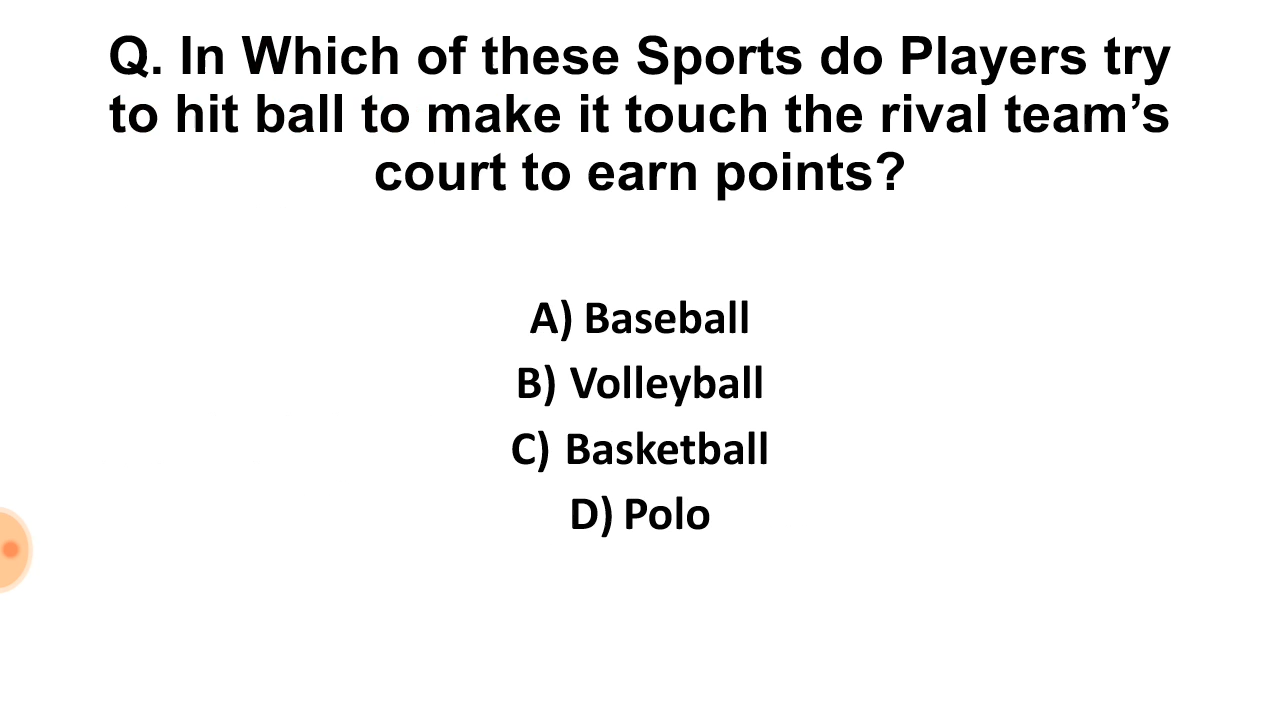 Q. In Which of these Sports do Players try
to hit ball to make it touch the rival team’s
court to earn points?
A) Baseball
B) Volleyball
C) Basketball
D) Polo